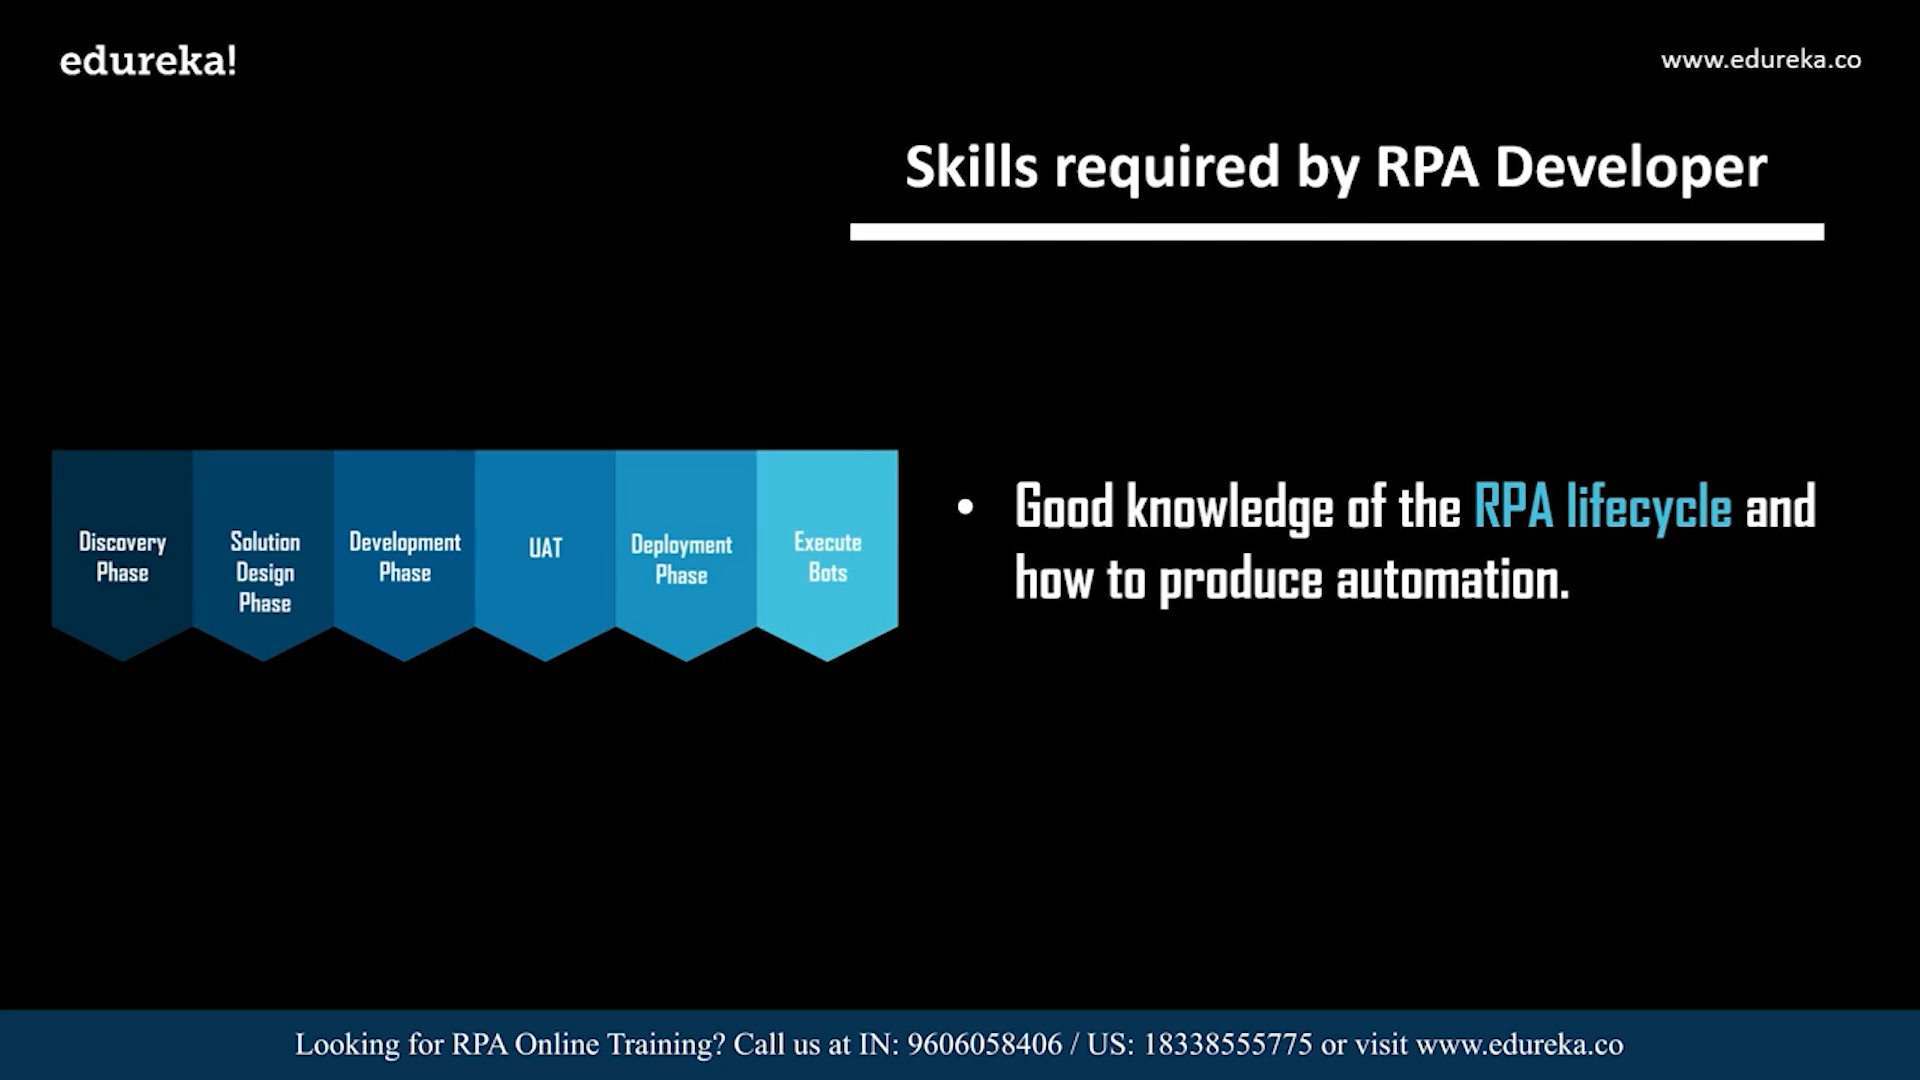 edureka!
www.edureka.co
Skills required by RPA Developer
Discovery
Phase
Solution
Design
Phase
Development
Phase
UAT
Deployment
Phase
Execute
Bots
• Good knowledge of the RPA lifecycle and
how to produce automation.
Looking for RPA Online Training? Call us at IN: 9606058406 / US: 18338555775 or visit www.edureka.co